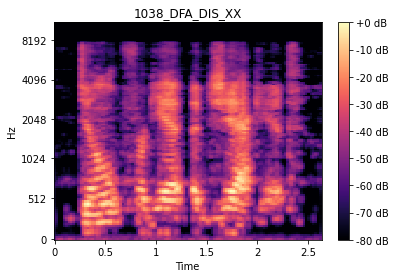 1038_DFA_DIS_XX
+0 dB
8192
-10 dB
4096
-20 dB
-30 dB
2048
Hz
-40 dB
1024
-50 dB
512
-60 dB
-70 dB
0
-80 dB
0 0.5 1 1.5 2 2.5
Time